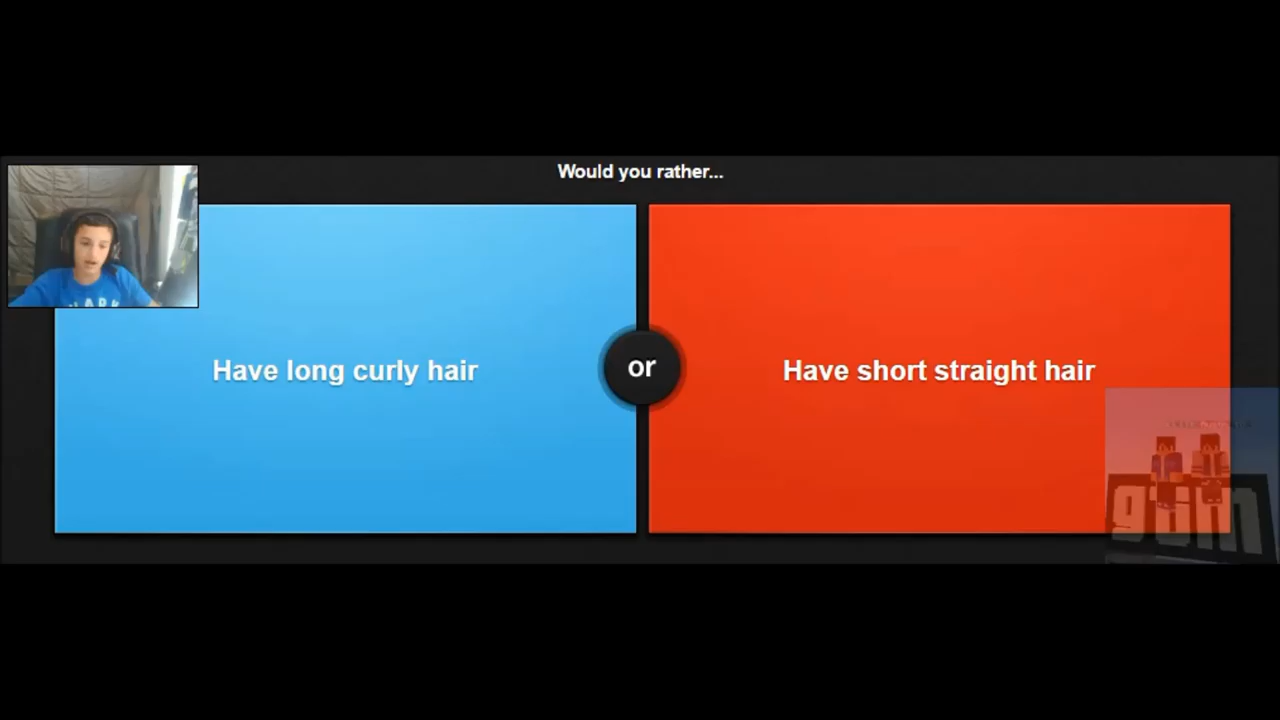 Would you rather...
Have long curly hair
or
Have short straight hair